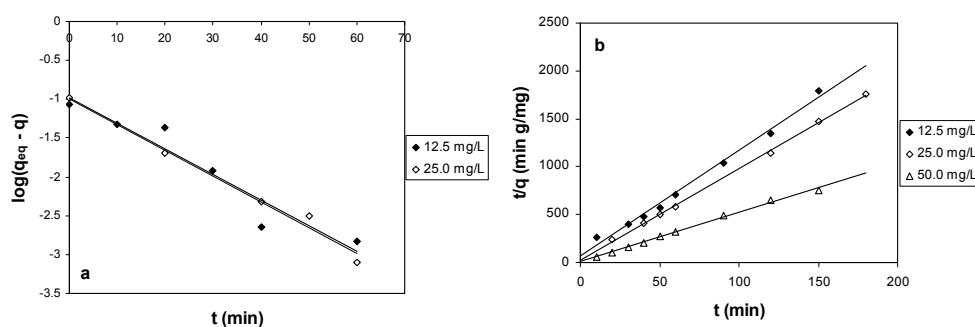 0
0 10 20 30 40 50 60 70
-0.5
-1
-1.5
-2
-2.5
-3
-3.5
log(qeq - q)
a
t (min)
12.5 mg/L
25.0 mg/L
b
2500
2000
1500
1000
500
0
t/q (min g/mg)
0 50 100 150 200
t (min)
12.5 mg/L
25.0 mg/L
50.0 mg/L